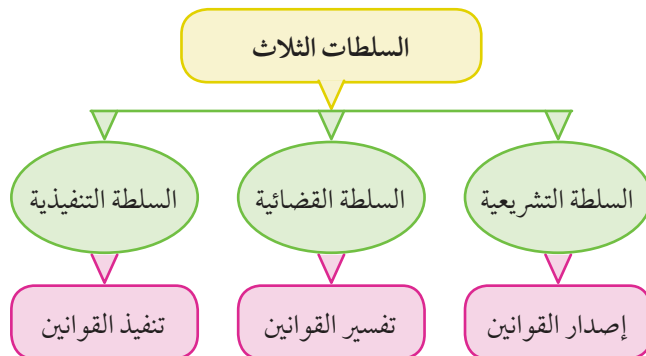 السلطات الثلاث
السلطة التشريعية
السلطة القضائية
السلطة التنفيذية
إصدار القوانين
تفسير القوانين
تنفيذ القوانين